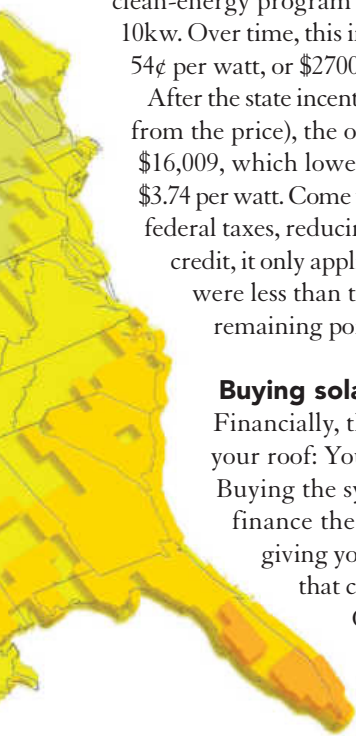 clean-energy program
10kw. Over time, this i
54¢ per watt, or $2700
After the state incent
from the price), the o
$16,009, which lowe
$3.74 per watt. Come
federal taxes, reducin
credit, it only appl
were less than t
remaining po
Buying sola
Financially, th
your roof: You
Buying the sy
finance the
giving yo
that c